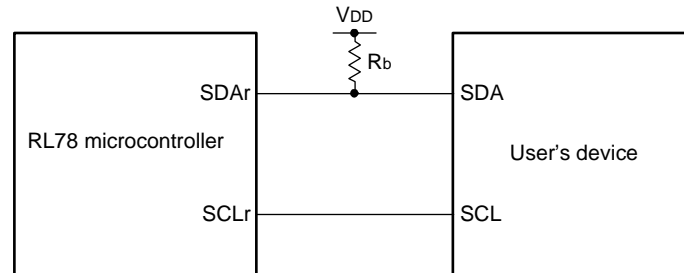 VDD
Rb
SDAr
SDA
RL78 microcontroller
User's device
SCLr
SCL